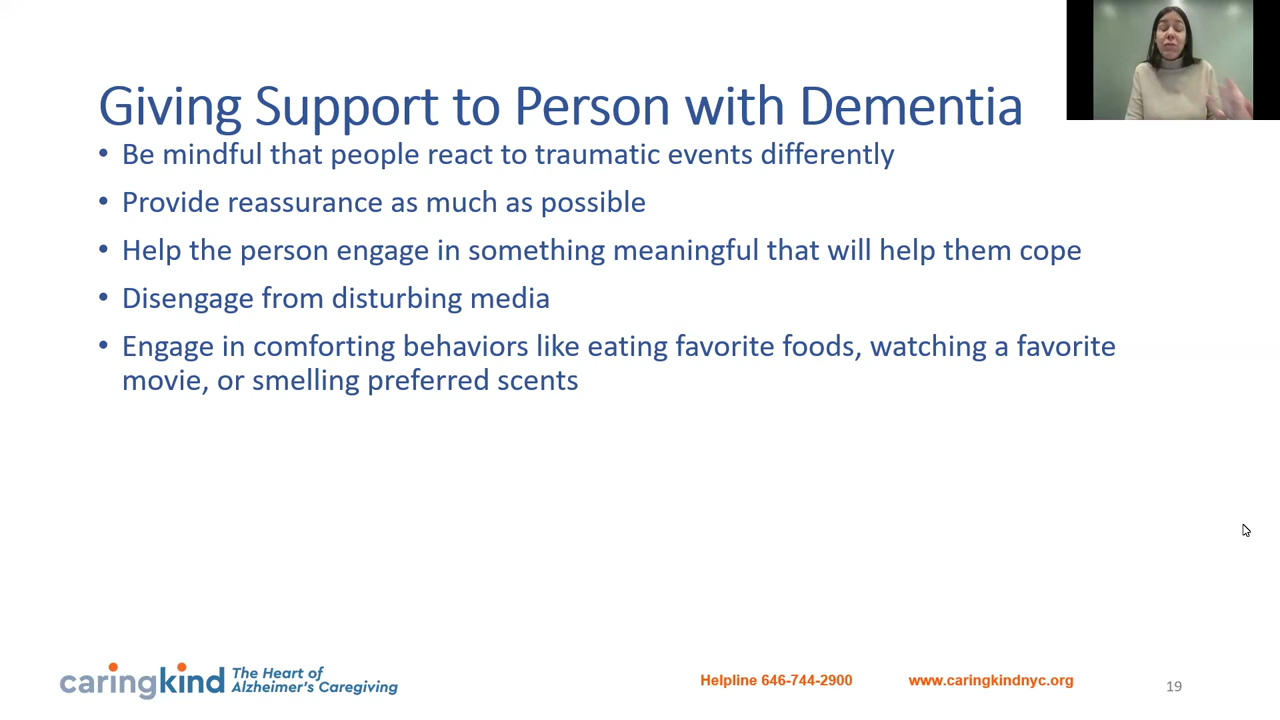 Giving Support to Person with Dementia
• Be mindful that people react to traumatic events differently
• Provide reassurance as much as possible
• Help the person engage in something meaningful that will help them cope
• Disengage from disturbing media
• Engage in comforting behaviors like eating favorite foods, watching a favorite
movie, or smelling preferred scents
caringkind
The Heart of
Alzheimer's Caregiving
Helpline 646-744-2900
www.caringkindnyc.org
19